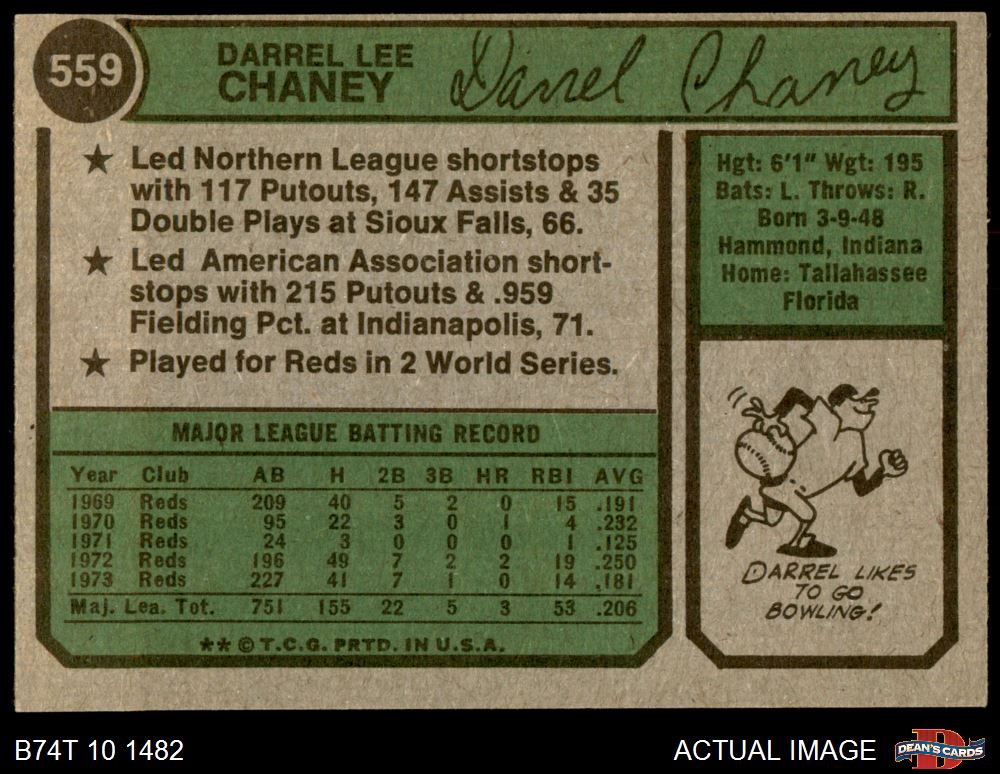 559
DARREL LEE
CHANEY
Darrel Chaney
★ Led Northern League shortstops
with 117 Putouts, 147 Assists & 35
Double Plays at Sioux Falls, 66.
★ Led American Association short-
stops with 215 Putouts & .959
Fielding Pct. at Indianapolis, 71.
★ Played for Reds in 2 World Series.
Hgt: 6'1" Wgt: 195
Bats: L. Throws: R.
Born 3-9-48
Hammond, Indiana
Home: Tallahassee
Florida
MAJOR LEAGUE BATTING RECORD
Year Club AB H 2B 3B HR RBI AVG
1969 Reds 209 40 5 2 0 15 .191
1970 Reds 95 22 3 0 1 4 .232
1971 Reds 24 3 0 0 0 1 .125
1972 Reds 196 49 7 2 2 19 .250
1973 Reds 227 41 7 1 0 14 .181
Maj. Lea. Tot. 751 155 22 5 3 53 .206
** © T.C.G. PRTD. IN U.S.A.
DARREL LIKES
TO GO
BOWLING!
B74T 10 1482
ACTUAL IMAGE
D
DEAN'S CARDS